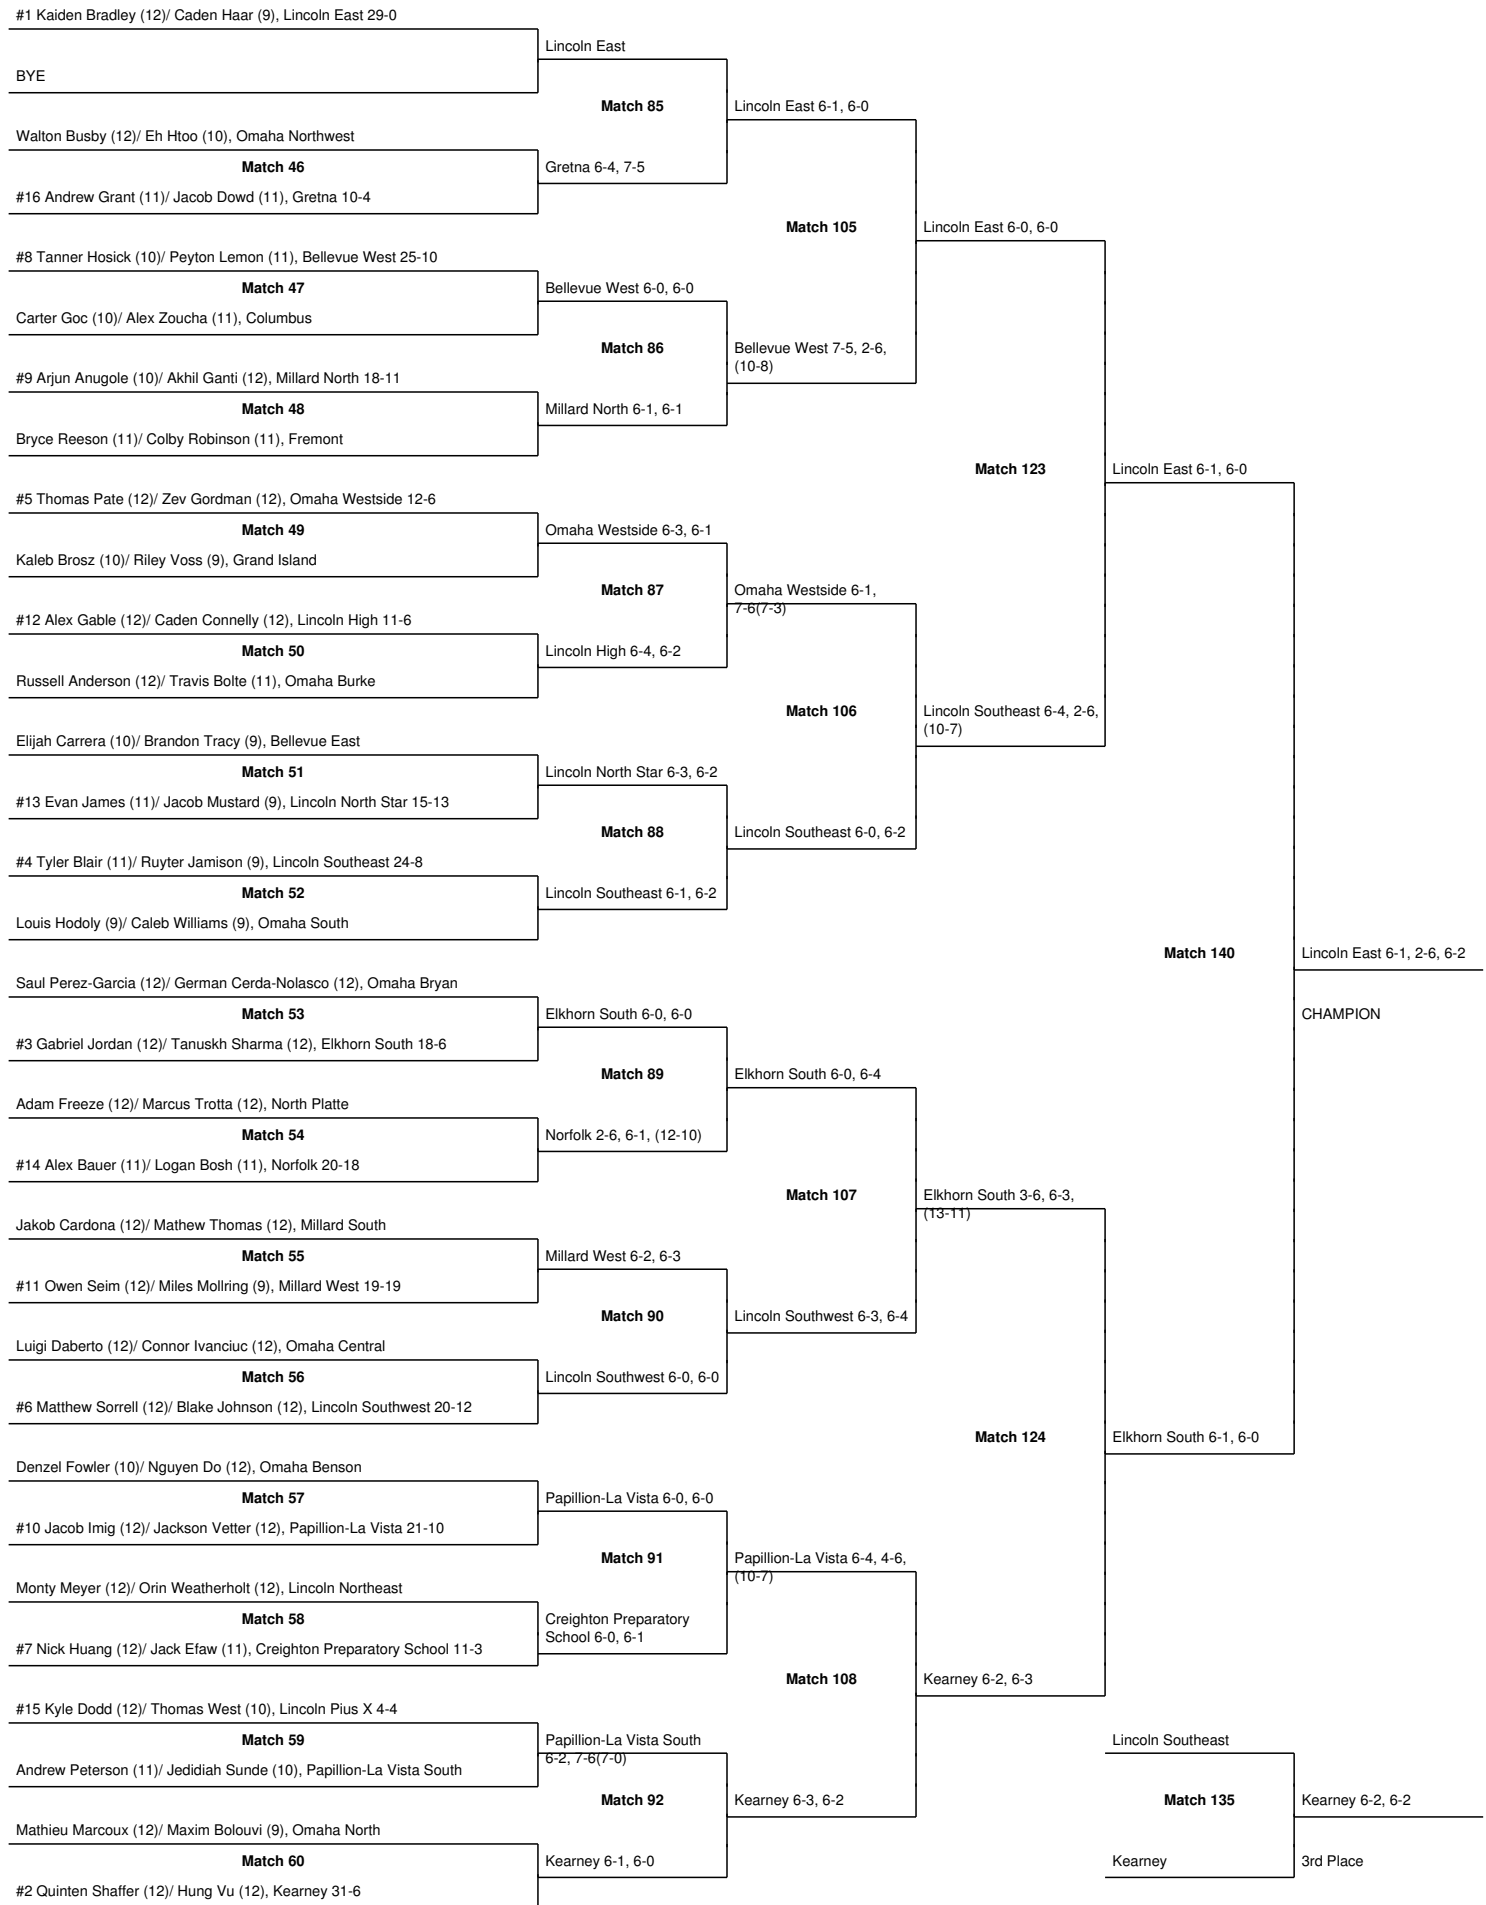 #1 Kaiden Bradley (12)/ Caden Haar (9), Lincoln East 29-0
Lincoln East
BYE
Match 85
Lincoln East 6-1, 6-0
Walton Busby (12)/ Eh Htoo (10), Omaha Northwest
Match 46
Gretna 6-4, 7-5
#16 Andrew Grant (11)/ Jacob Dowd (11), Gretna 10-4
Match 105
Lincoln East 6-0, 6-0
#8 Tanner Hosick (10)/ Peyton Lemon (11), Bellevue West 25-10
Match 47
Bellevue West 6-0, 6-0
Carter Goc (10)/ Alex Zoucha (11), Columbus
Match 86
Bellevue West 7-5, 2-6,
(10-8)
#9 Arjun Anugole (10)/ Akhil Ganti (12), Millard North 18-11
Match 48
Millard North 6-1, 6-1
Bryce Reeson (11)/ Colby Robinson (11), Fremont
Match 123
Lincoln East 6-1, 6-0
#5 Thomas Pate (12)/ Zev Gordman (12), Omaha Westside 12-6
Match 49
Omaha Westside 6-3, 6-1
Kaleb Brosz (10)/ Riley Voss (9), Grand Island
Match 87
Omaha Westside 6-1,
7-6(7-3)
#12 Alex Gable (12)/ Caden Connelly (12), Lincoln High 11-6
Match 50
Lincoln High 6-4, 6-2
Russell Anderson (12)/ Travis Bolte (11), Omaha Burke
Match 106
Lincoln Southeast 6-4, 2-6,
(10-7)
Elijah Carrera (10)/ Brandon Tracy (9), Bellevue East
Match 51
Lincoln North Star 6-3, 6-2
#13 Evan James (11)/ Jacob Mustard (9), Lincoln North Star 15-13
Match 88
Lincoln Southeast 6-0, 6-2
#4 Tyler Blair (11)/ Ruyter Jamison (9), Lincoln Southeast 24-8
Match 52
Lincoln Southeast 6-1, 6-2
Louis Hodoly (9)/ Caleb Williams (9), Omaha South
Match 140
Lincoln East 6-1, 2-6, 6-2
CHAMPION
Saul Perez-Garcia (12)/ German Cerda-Nolasco (12), Omaha Bryan
Match 53
Elkhorn South 6-0, 6-0
#3 Gabriel Jordan (12)/ Tanuskh Sharma (12), Elkhorn South 18-6
Match 89
Elkhorn South 6-0, 6-4
Adam Freeze (12)/ Marcus Trotta (12), North Platte
Match 54
Norfolk 2-6, 6-1, (12-10)
#14 Alex Bauer (11)/ Logan Bosh (11), Norfolk 20-18
Match 107
Elkhorn South 3-6, 6-3,
(13-11)
Jakob Cardona (12)/ Mathew Thomas (12), Millard South
Match 55
Millard West 6-2, 6-3
#11 Owen Seim (12)/ Miles Mollring (9), Millard West 19-19
Match 90
Lincoln Southwest 6-3, 6-4
Luigi Daberto (12)/ Connor Ivanciuc (12), Omaha Central
Match 56
Lincoln Southwest 6-0, 6-0
#6 Matthew Sorrell (12)/ Blake Johnson (12), Lincoln Southwest 20-12
Match 124
Elkhorn South 6-1, 6-0
Denzel Fowler (10)/ Nguyen Do (12), Omaha Benson
Match 57
Papillion-La Vista 6-0, 6-0
#10 Jacob Imig (12)/ Jackson Vetter (12), Papillion-La Vista 21-10
Match 91
Papillion-La Vista 6-4, 4-6,
(10-7)
Monty Meyer (12)/ Orin Weatherholt (12), Lincoln Northeast
Match 58
Creighton Preparatory
School 6-0, 6-1
#7 Nick Huang (12)/ Jack Efaw (11), Creighton Preparatory School 11-3
Match 108
Kearney 6-2, 6-3
#15 Kyle Dodd (12)/ Thomas West (10), Lincoln Pius X 4-4
Match 59
Papillion-La Vista South
6-2, 7-6(7-0)
Andrew Peterson (11)/ Jedidiah Sunde (10), Papillion-La Vista South
Match 92
Kearney 6-3, 6-2
Mathieu Marcoux (12)/ Maxim Bolouvi (9), Omaha North
Match 60
Kearney 6-1, 6-0
#2 Quinten Shaffer (12)/ Hung Vu (12), Kearney 31-6
Lincoln Southeast
Match 135
Kearney 6-2, 6-2
Kearney
3rd Place